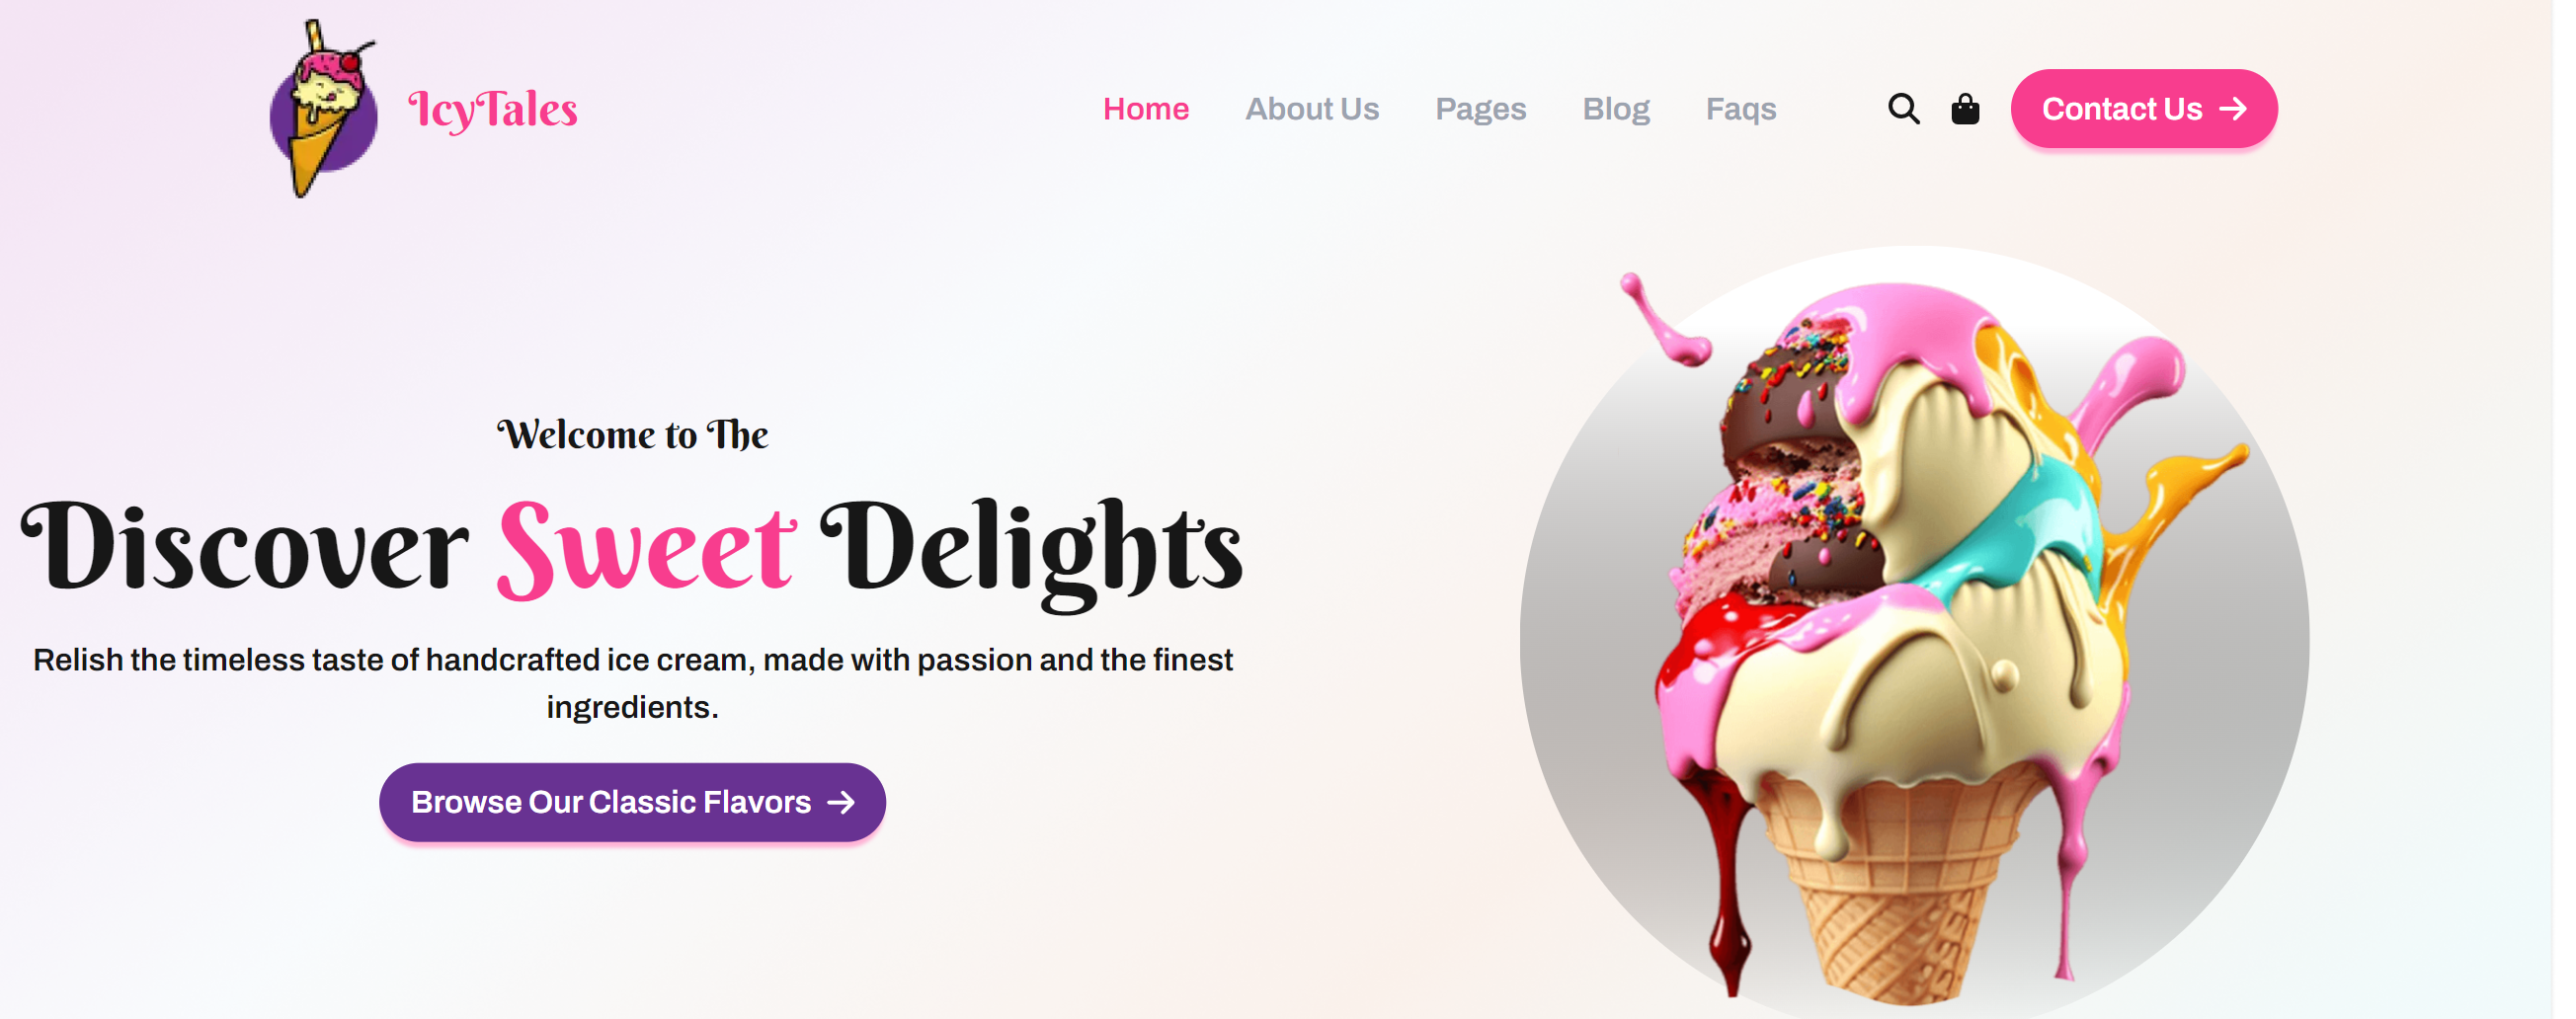 IcyTales
Home About Us Pages Blog Faqs Contact Us
Welcome to The
Discover Sweet Delights
Relish the timeless taste of handcrafted ice cream, made with passion and the finest
ingredients.
Browse Our Classic Flavors